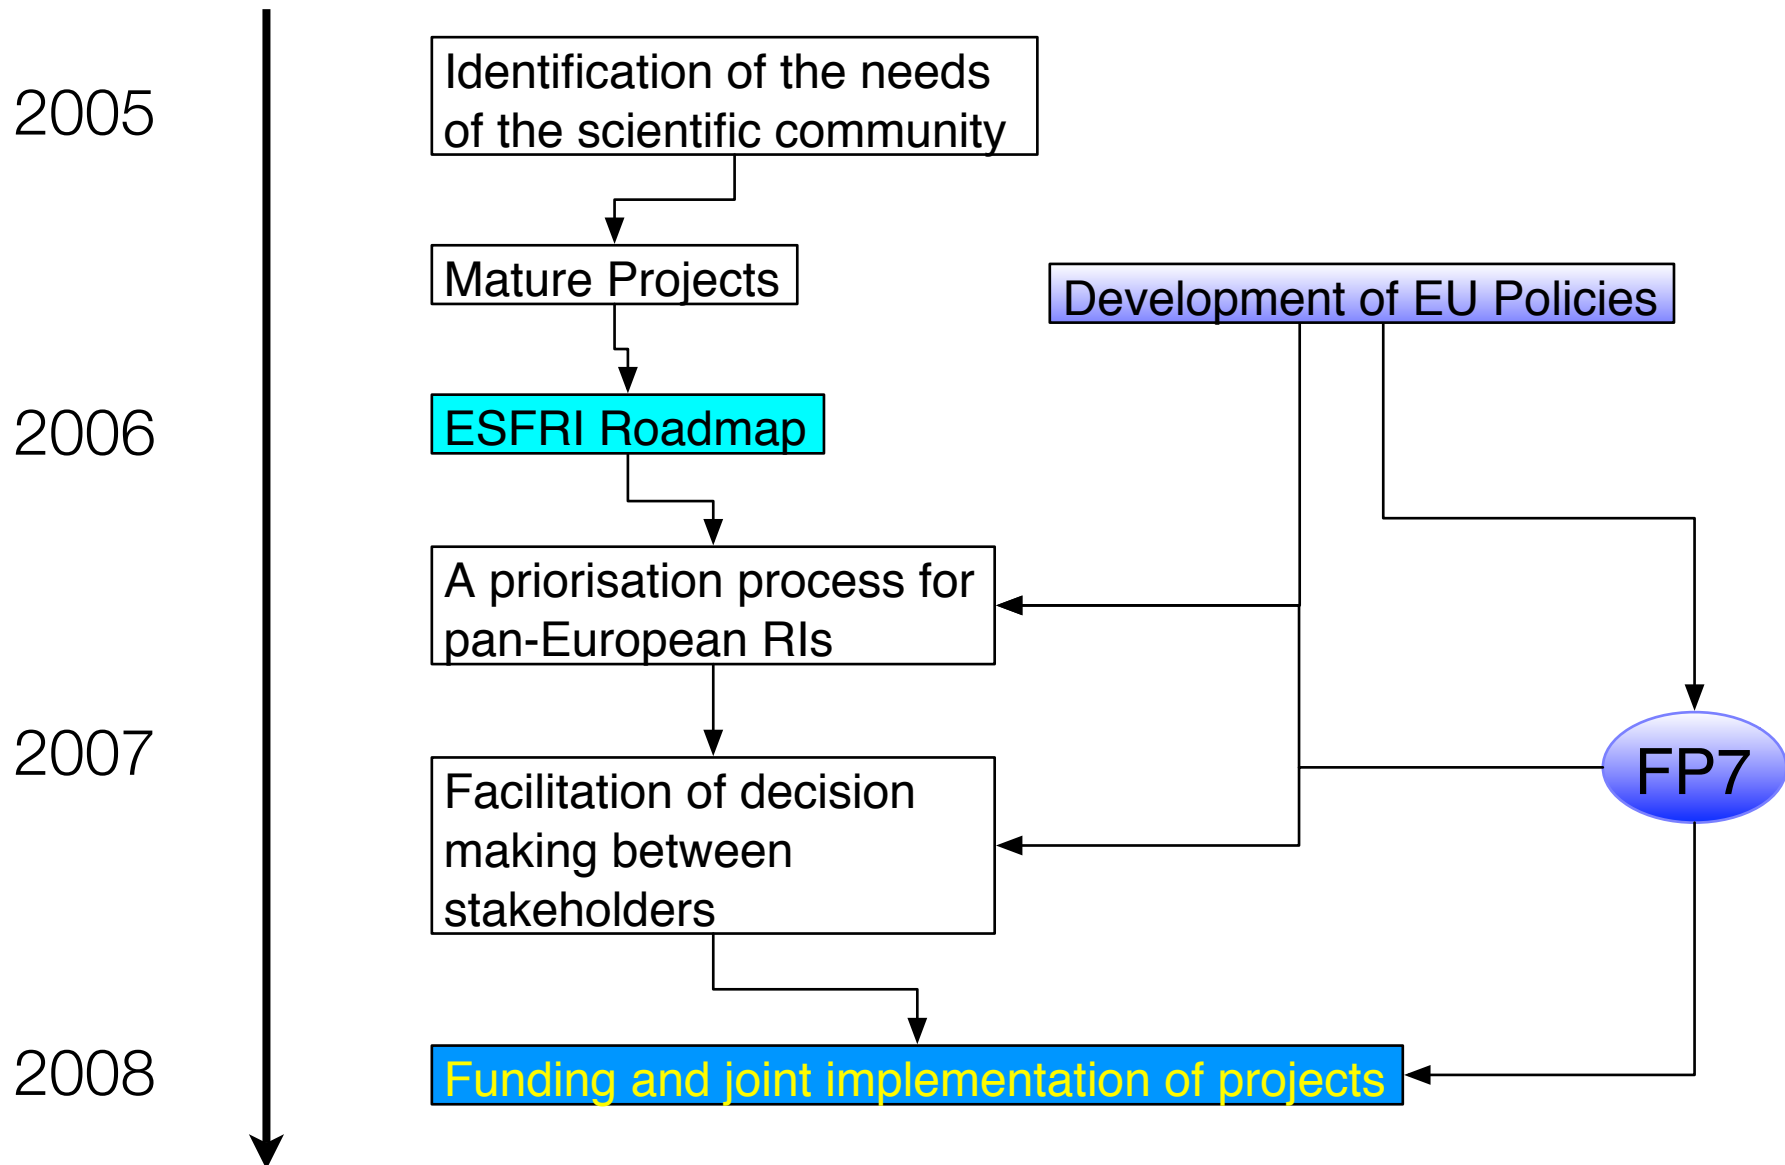 2005
Identification of the needs
of the scientific community
Mature Projects
Development of EU Policies
2006
ESFRI Roadmap
A priorisation process for
pan-European RIs
2007
FP7
Facilitation of decision
making between
stakeholders
2008
Funding and joint implementation of projects